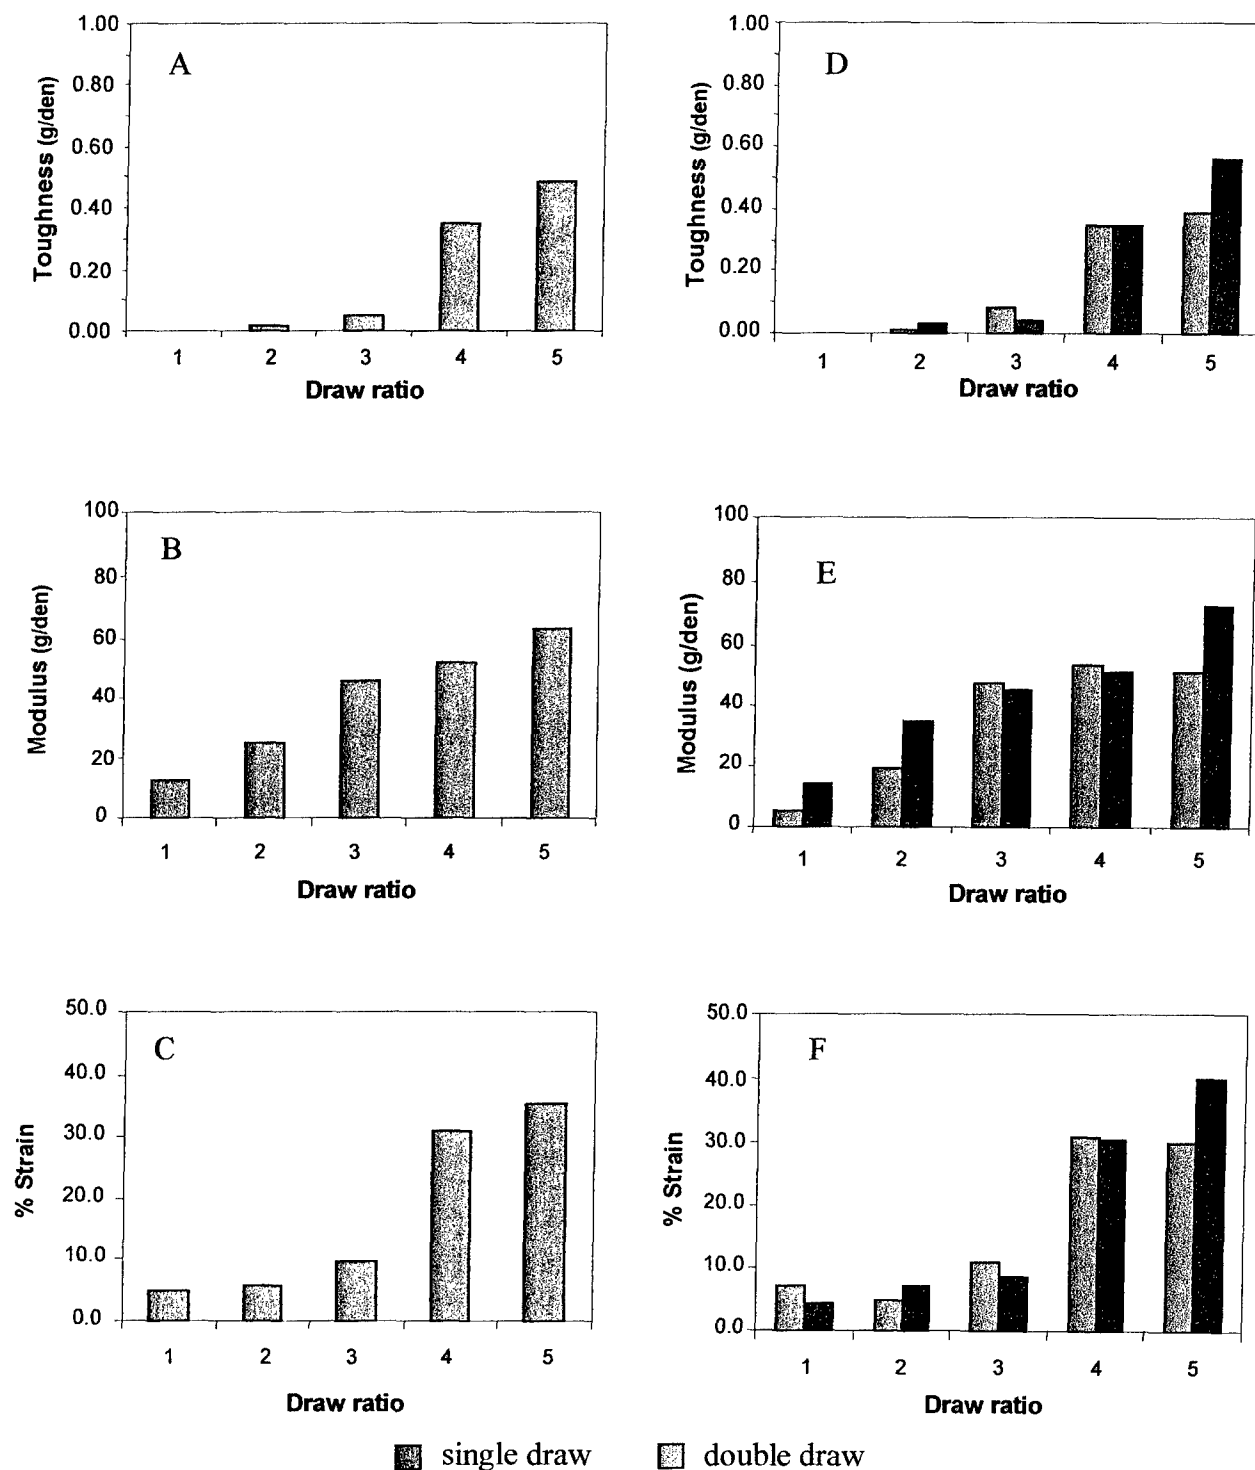 A
Toughness (g/den)
1.00
0.80
0.60
0.40
0.20
0.00
1 2 3 4 5
Draw ratio
D
Toughness (g/den)
1.00
0.80
0.60
0.40
0.20
0.00
1 2 3 4 5
Draw ratio
B
Modulus (g/den)
100
80
60
40
20
0
1 2 3 4 5
Draw ratio
E
Modulus (g/den)
100
80
60
40
20
0
1 2 3 4 5
Draw ratio
C
% Strain
50.0
40.0
30.0
20.0
10.0
0.0
1 2 3 4 5
Draw ratio
F
% Strain
50.0
40.0
30.0
20.0
10.0
0.0
1 2 3 4 5
Draw ratio
single draw double draw